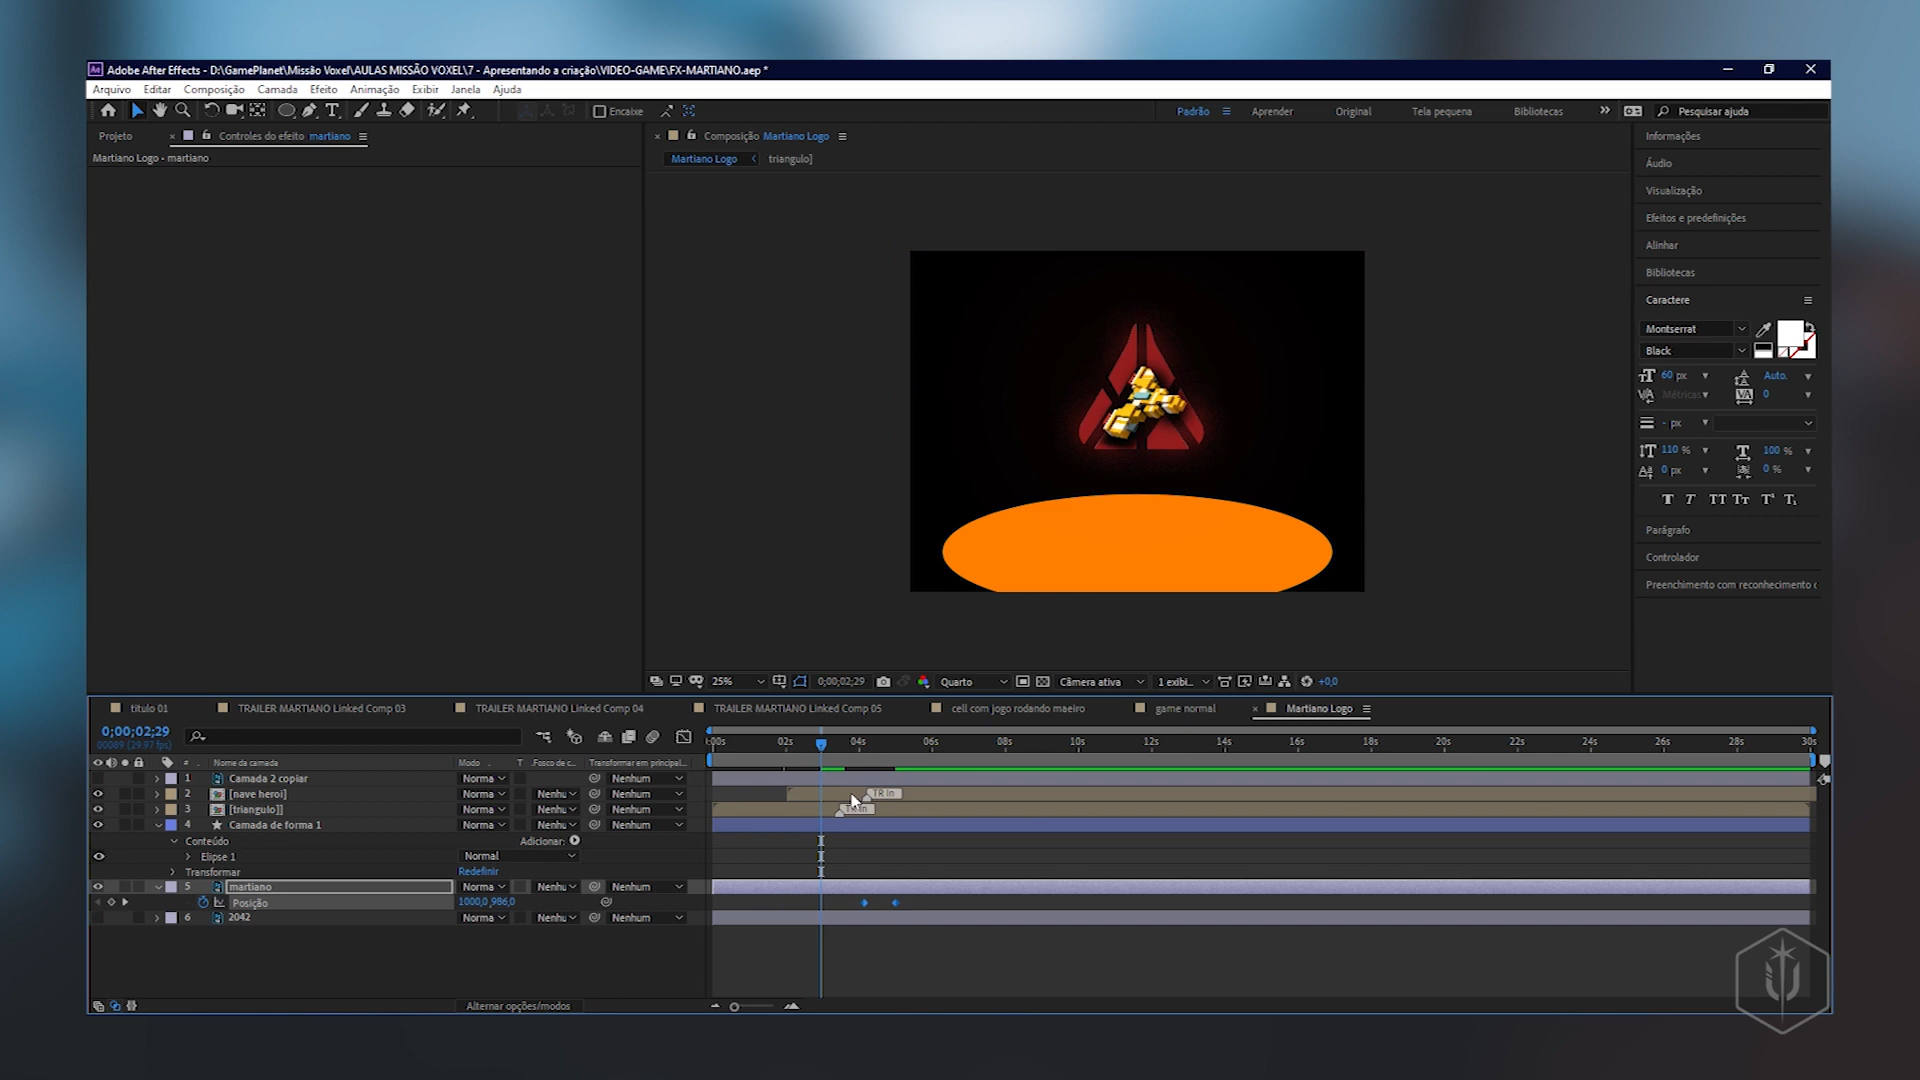 Adobe After Effects - D:\GamePlanet\Missão Voxel\AULAS MISSÃO VOXEL\7 - Apresentando a criação\VIDEO-GAME\FX-MARTIANO.aep *
Arquivo Editar Composição Camada Efeito Animação Exibir Janela Ajuda
Encaixe Padrão Aprender Original Tela pequena Bibliotecas Pesquisar ajuda
Projeto Controles do efeito martiano Composição Martiano Logo Informações
Martiano Logo - martiano Martiano Logo triangulo]
Áudio
Visualização
Efeitos e predefinições
Alinhar
Bibliotecas
Caractere
Montserrat
Black
60 px Auto.
Métricas 0
- px
110 % 100 %
0 px 0 %
Parágrafo
Controlador
Preenchimento com reconhecimento c
25% 0;00;02;29 Quarto Câmera ativa 1 exibi... +0,0
titulo 01 TRAILER MARTIANO Linked Comp 03 TRAILER MARTIANO Linked Comp 04 TRAILER MARTIANO Linked Comp 05 cell com jogo rodando maeiro game normal Martiano Logo
0;00;02;29
00089 (29.97 fps)
:00s 02s 04s 06s 08s 10s 12s 14s 16s 18s 20s 22s 24s 26s 28s 30s
# Nome da camada Modo T .Fosco de c... Transformar em principal...
1 Camada 2 copiar Norma Nenhum
2 [nave heroi] Norma Nenhu Nenhum TR In
3 [triangulo]] Norma Nenhu Nenhum
4 Camada de forma 1 Norma Nenhu Nenhum
Conteúdo Adicionar:
Elipse 1 Normal
Transformar Redefinir
5 martiano Norma Nenhu Nenhum
Posição 1000,0,986,0
6 2042 Norma Nenhu Nenhum
Alternar opções/modos